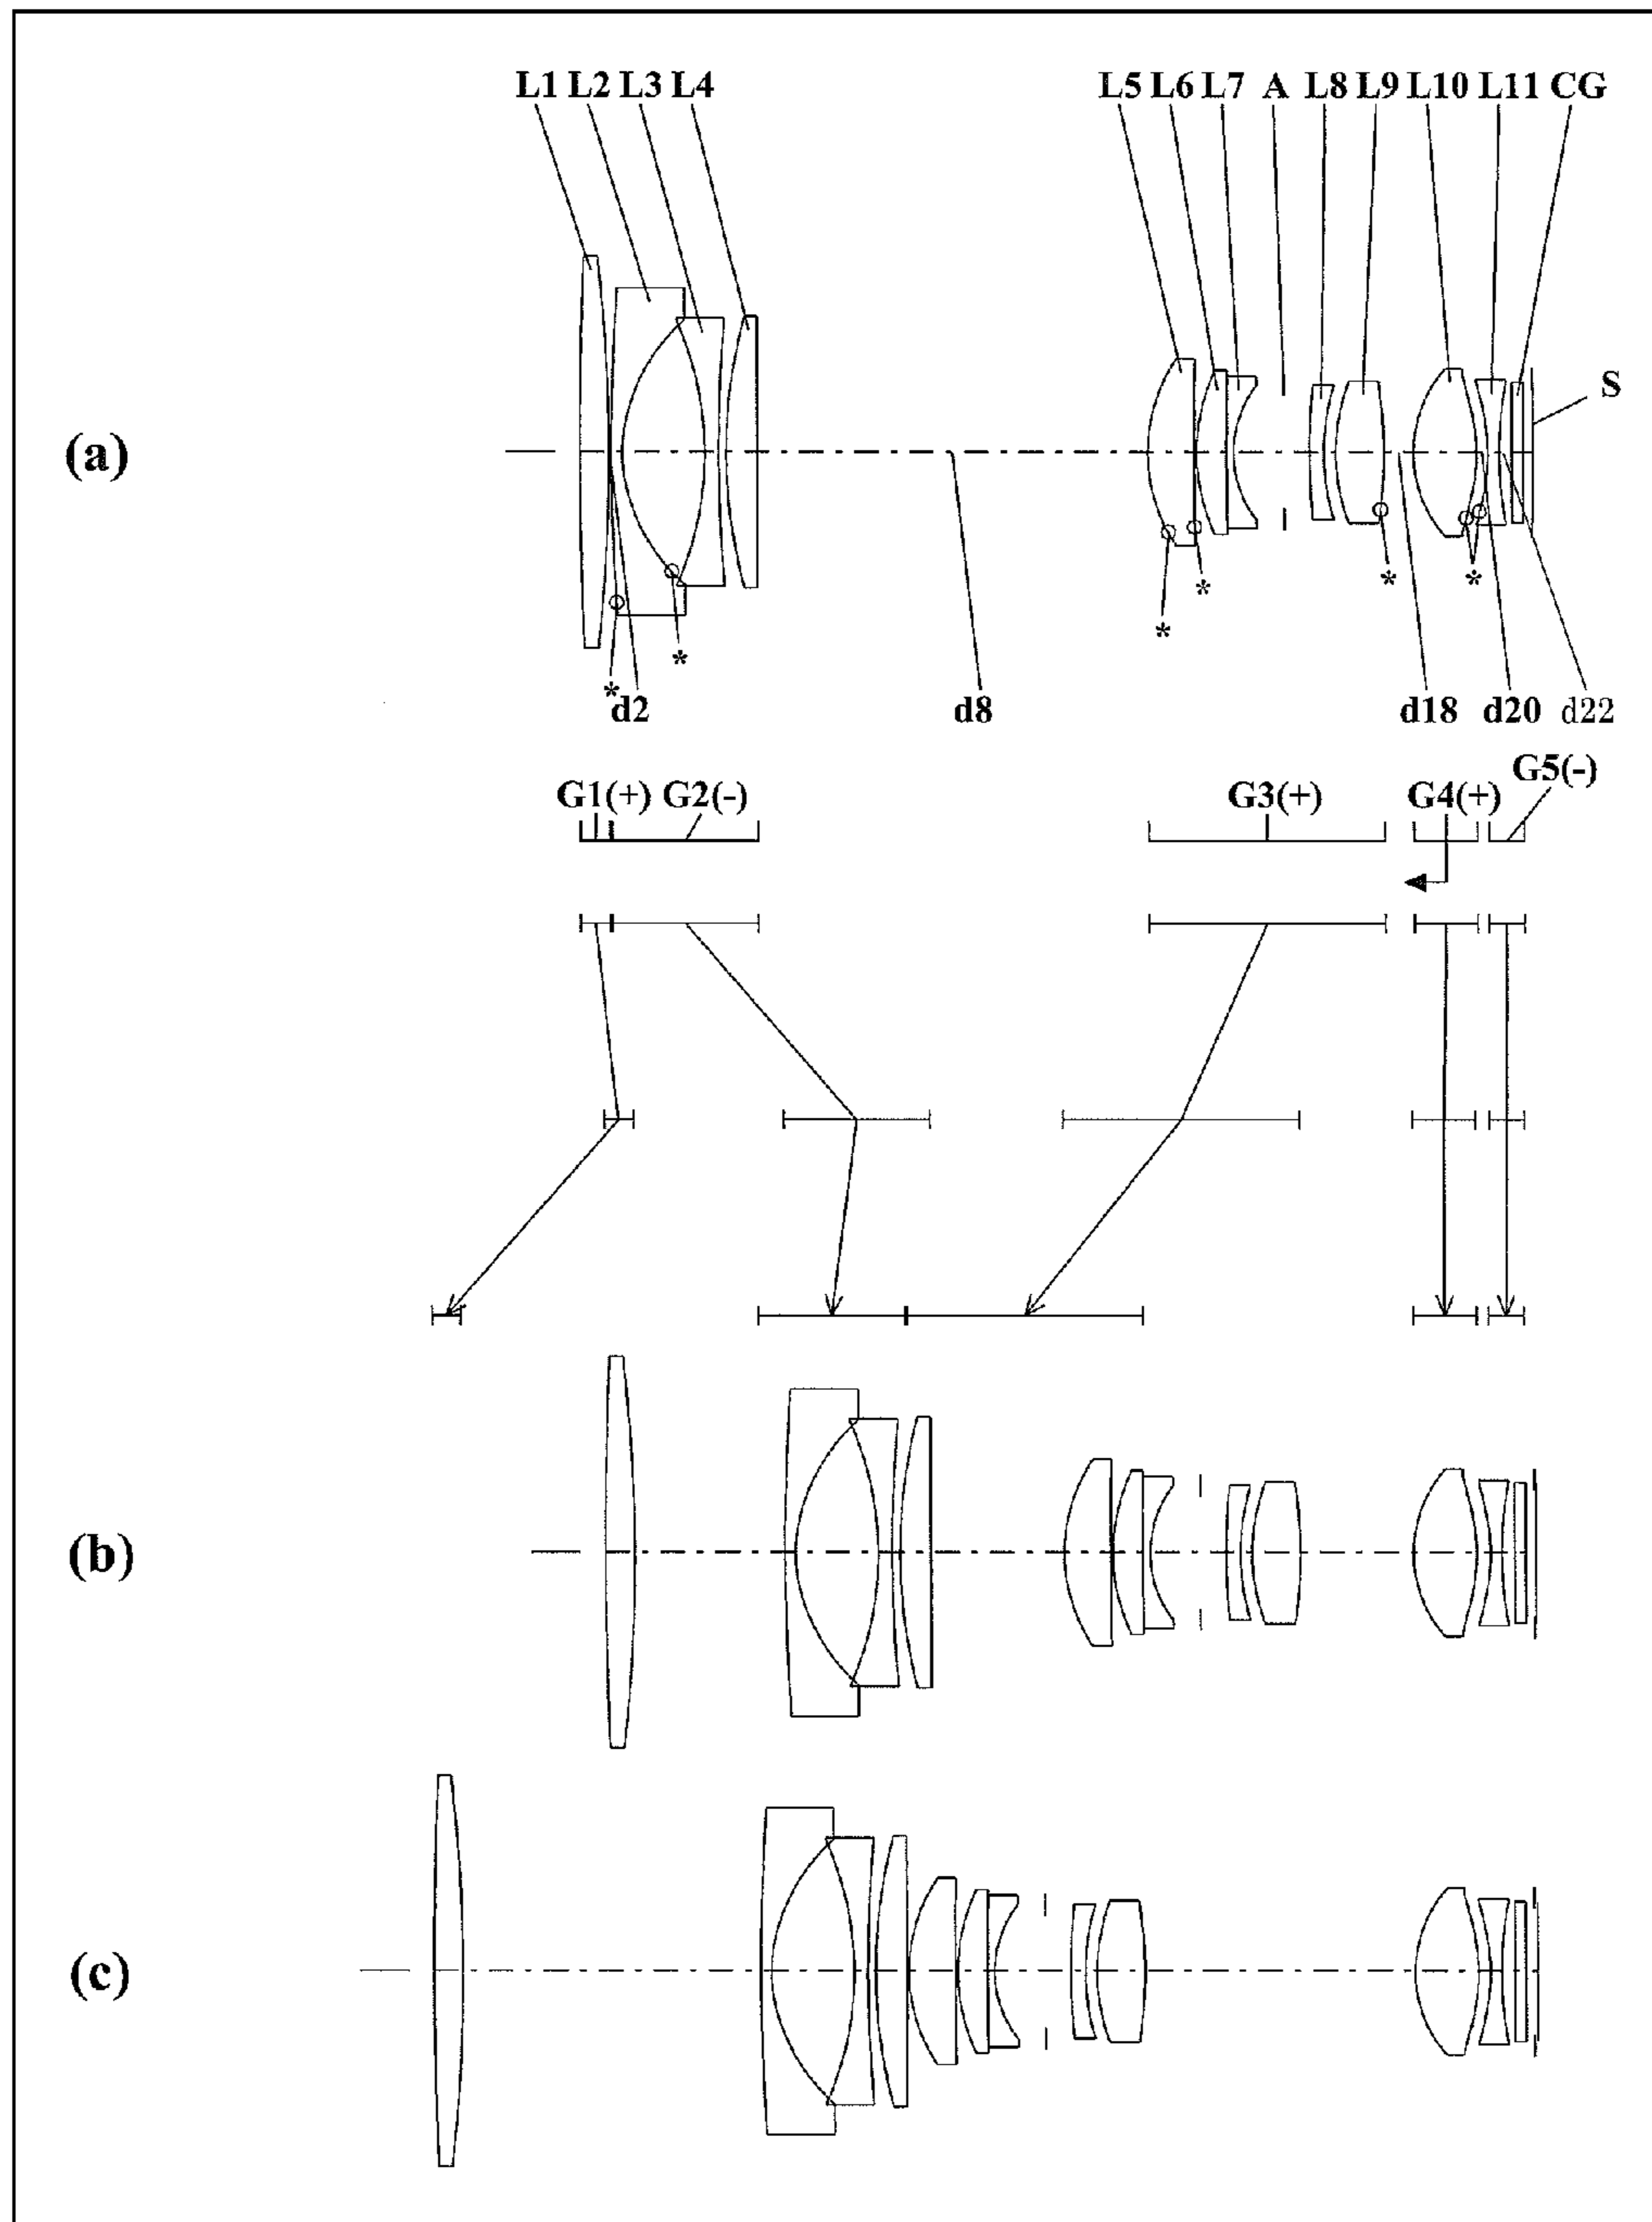 L1 L2 L3 L4 L5 L6 L7 A L8 L9 L10 L11 CG
S
(a)
* * * * * *
d2 d8 d18 d20 d22
G1(+) G2(-) G3(+) G4(+) G5(-)
(b)
(c)